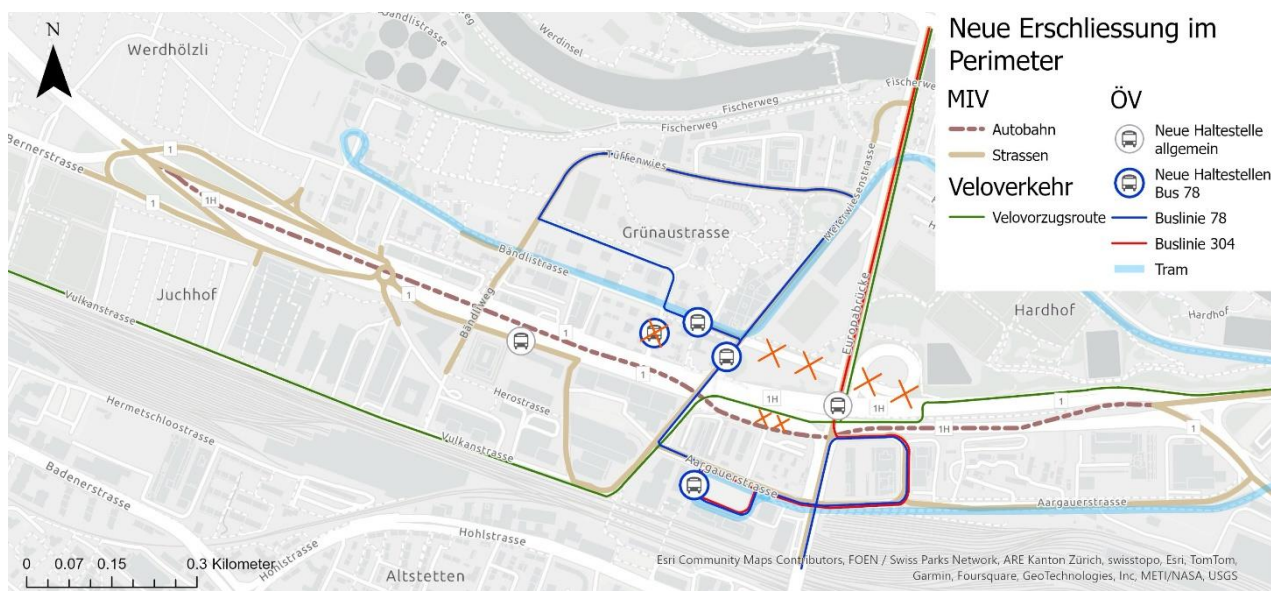 Neue Erschliessung im
Perimeter
MIV
Autobahn
Strassen
Veloverkehr
Velovorzugsroute
ÖV
Neue Haltestelle
allgemein
Neue Haltestellen
Bus 78
Buslinie 78
Buslinie 304
Tram
N
Werdhölzli
Bändlistrasse
Werdinsel
Fischerweg
Fischerweg
Fischerweg
Bernerstrasse
1
1H
1
Tüffenwies
Meierwiesenstrasse
Grünaustrasse
Bändlistrasse
Juchhof
Vulkanstrasse
1
Bändliweg
1
Europabrücke
Hardhof
Hardhof
1
1H
1H
1
1H
1
Herostrasse
Hermetschloostrasse
Vulkanstrasse
Aargauerstrasse
Aargauerstrasse
Badenerstrasse
Hohlstrasse
Hohlstrasse
Altstetten
0 0.07 0.15 0.3 Kilometer
Esri Community Maps Contributors, FOEN / Swiss Parks Network, ARE Kanton Zürich, swisstopo, Esri, TomTom,
Garmin, Foursquare, GeoTechnologies, Inc, METI/NASA, USGS